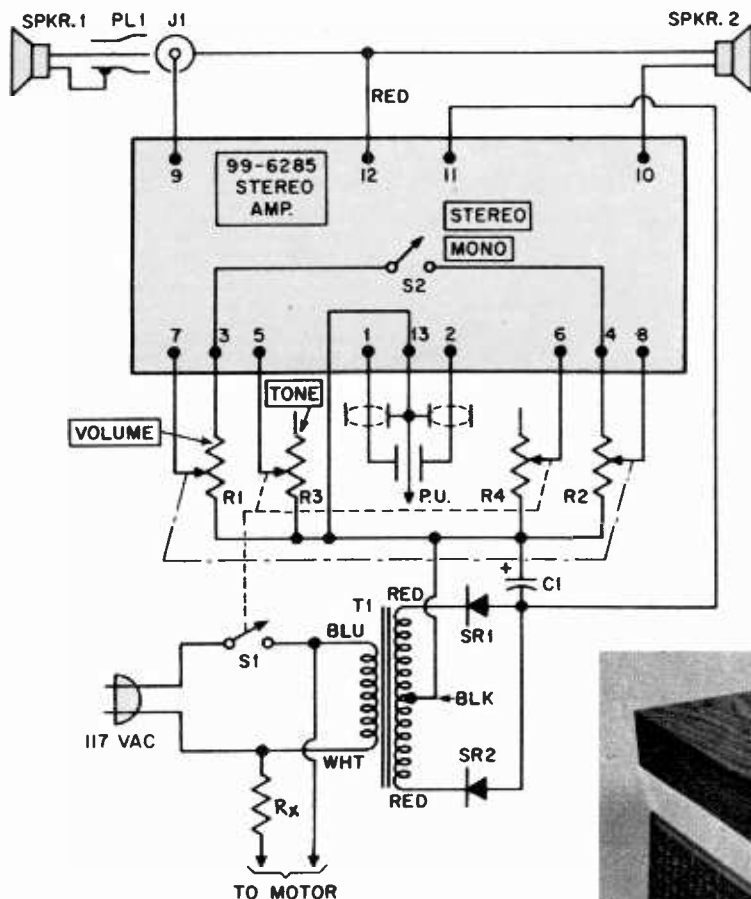 SPKR.1 PL1 J1 SPKR. 2
RED
9 12 11 10
99-6285
STEREO
AMP.
STEREO
MONO
S2
7 3 5 1 13 2 6 4 8
TONE
VOLUME
R1 R3 P.U. R4 R2
+ C1
RED
T1
BLU SR1
S1
BLK
117 VAC
WHT SR2
RED
Rx
TO MOTOR